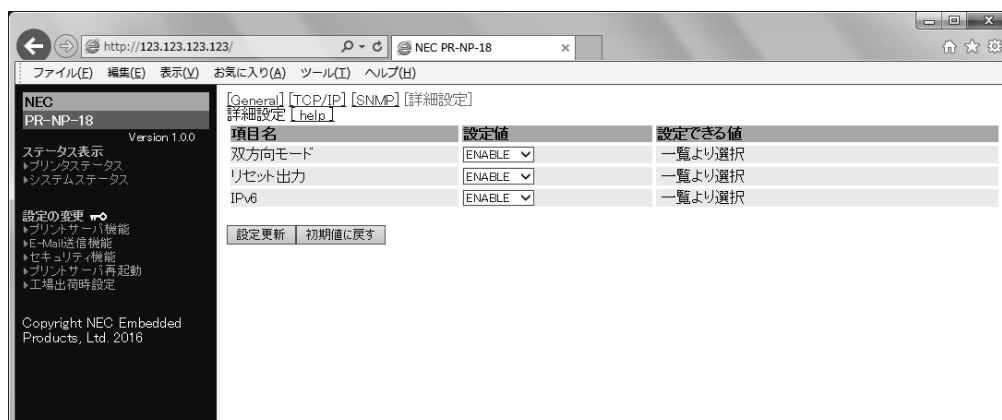 http://123.123.123.123/
NEC PR-NP-18
ファイル(F) 編集(E) 表示(V) お気に入り(A) ツール(T) ヘルプ(H)
NEC
PR-NP-18
Version 1.0.0
ステータス表示
プリンタステータス
システムステータス
設定の変更
プリントサーバ機能
E-Mail送信機能
セキュリティ機能
プリントサーバ再起動
工場出荷時設定
Copyright NEC Embedded
Products, Ltd. 2016
[General] [TCP/IP] [SNMP] [詳細設定]
詳細設定 [ help ]
項目名 設定値 設定できる値
双方向モード ENABLE 一覧より選択
リセット出力 ENABLE 一覧より選択
IPv6 ENABLE 一覧より選択
設定更新 初期値に戻す